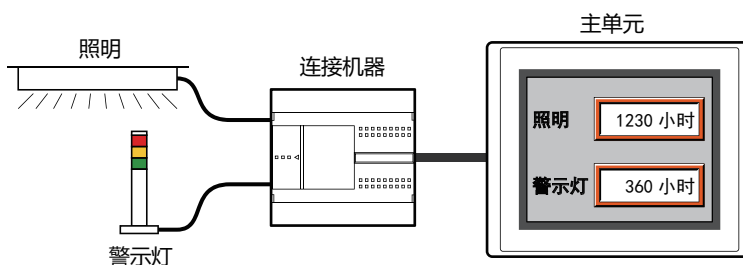 主单元
照明
连接机器
照明 1230 小时
警示灯 360 小时
警示灯